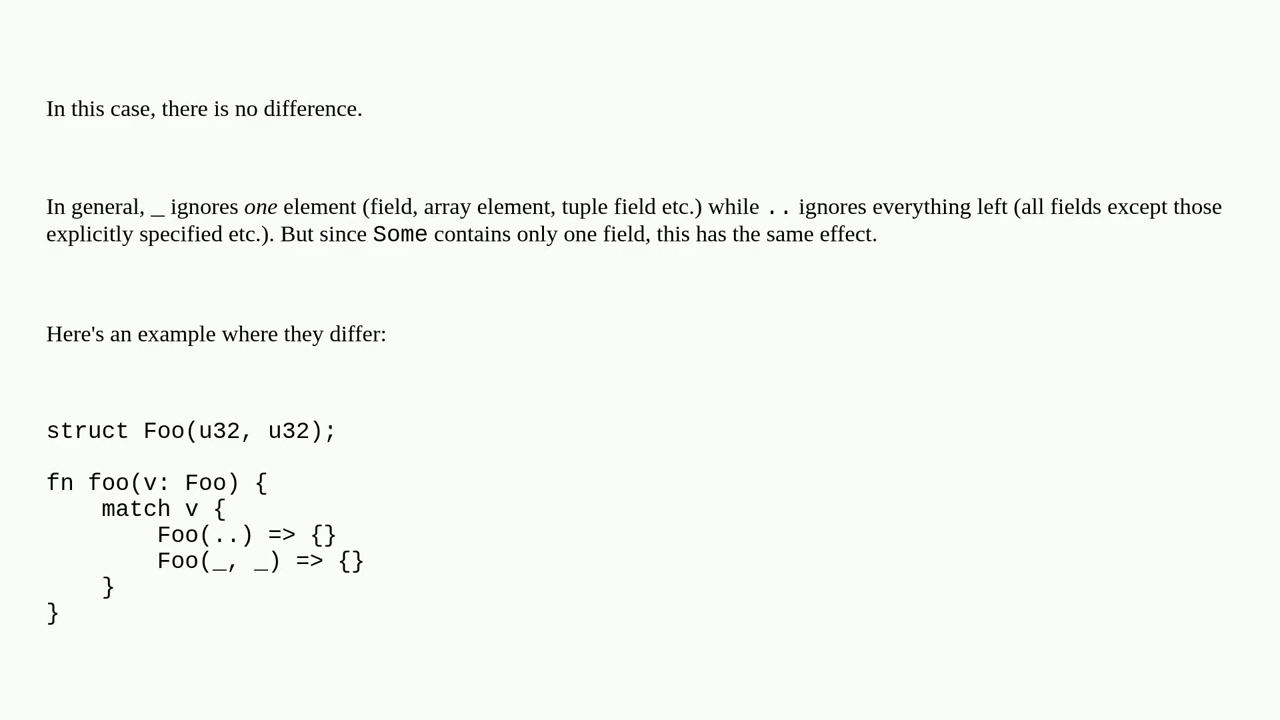 In this case, there is no difference.
In general, _ ignores one element (field, array element, tuple field etc.) while .. ignores everything left (all fields except those
explicitly specified etc.). But since Some contains only one field, this has the same effect.
Here's an example where they differ:
struct Foo(u32, u32);
fn foo(v: Foo) {
    match v {
        Foo(..) => {}
        Foo(_, _) => {}
    }
}